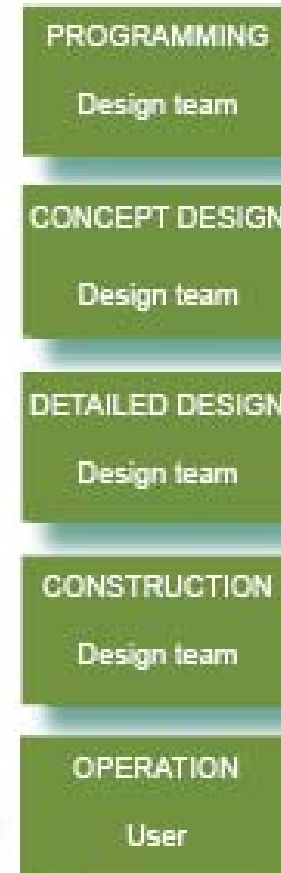 PROGRAMMING
Design team
CONCEPT DESIGN
Design team
DETAILED DESIGN
Design team
CONSTRUCTION
Design team
OPERATION
User